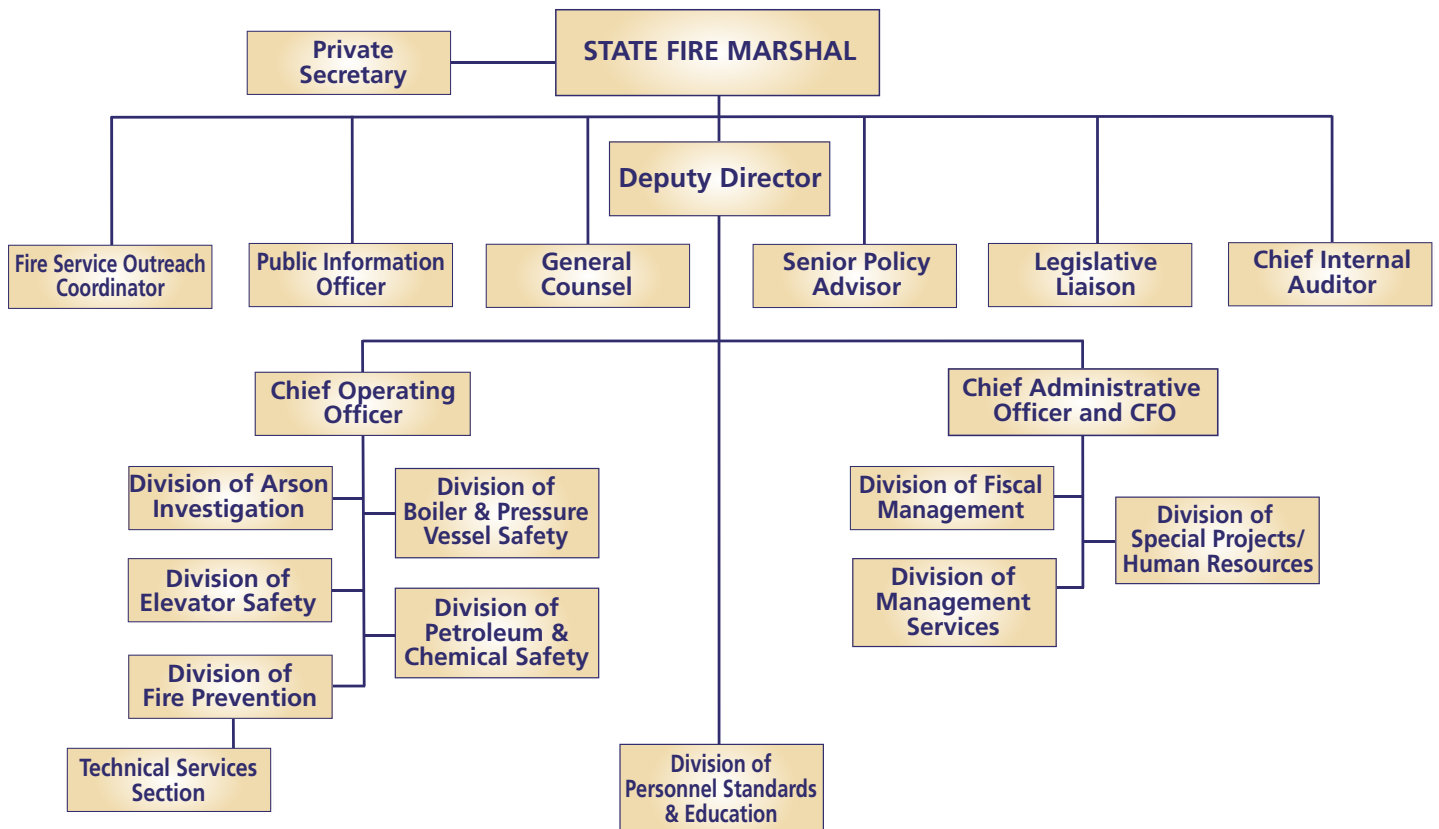 Private
Secretary
STATE FIRE MARSHAL
Deputy Director
Fire Service Outreach
Coordinator
Public Information
Officer
General
Counsel
Senior Policy
Advisor
Legislative
Liaison
Chief Internal
Auditor
Chief Operating
Officer
Chief Administrative
Officer and CFO
Division of Arson
Investigation
Division of
Boiler & Pressure
Vessel Safety
Division of
Elevator Safety
Division of
Petroleum &
Chemical Safety
Division of
Fire Prevention
Technical Services
Section
Division of Fiscal
Management
Division of
Special Projects/
Human Resources
Division of
Management
Services
Division of
Personnel Standards
& Education